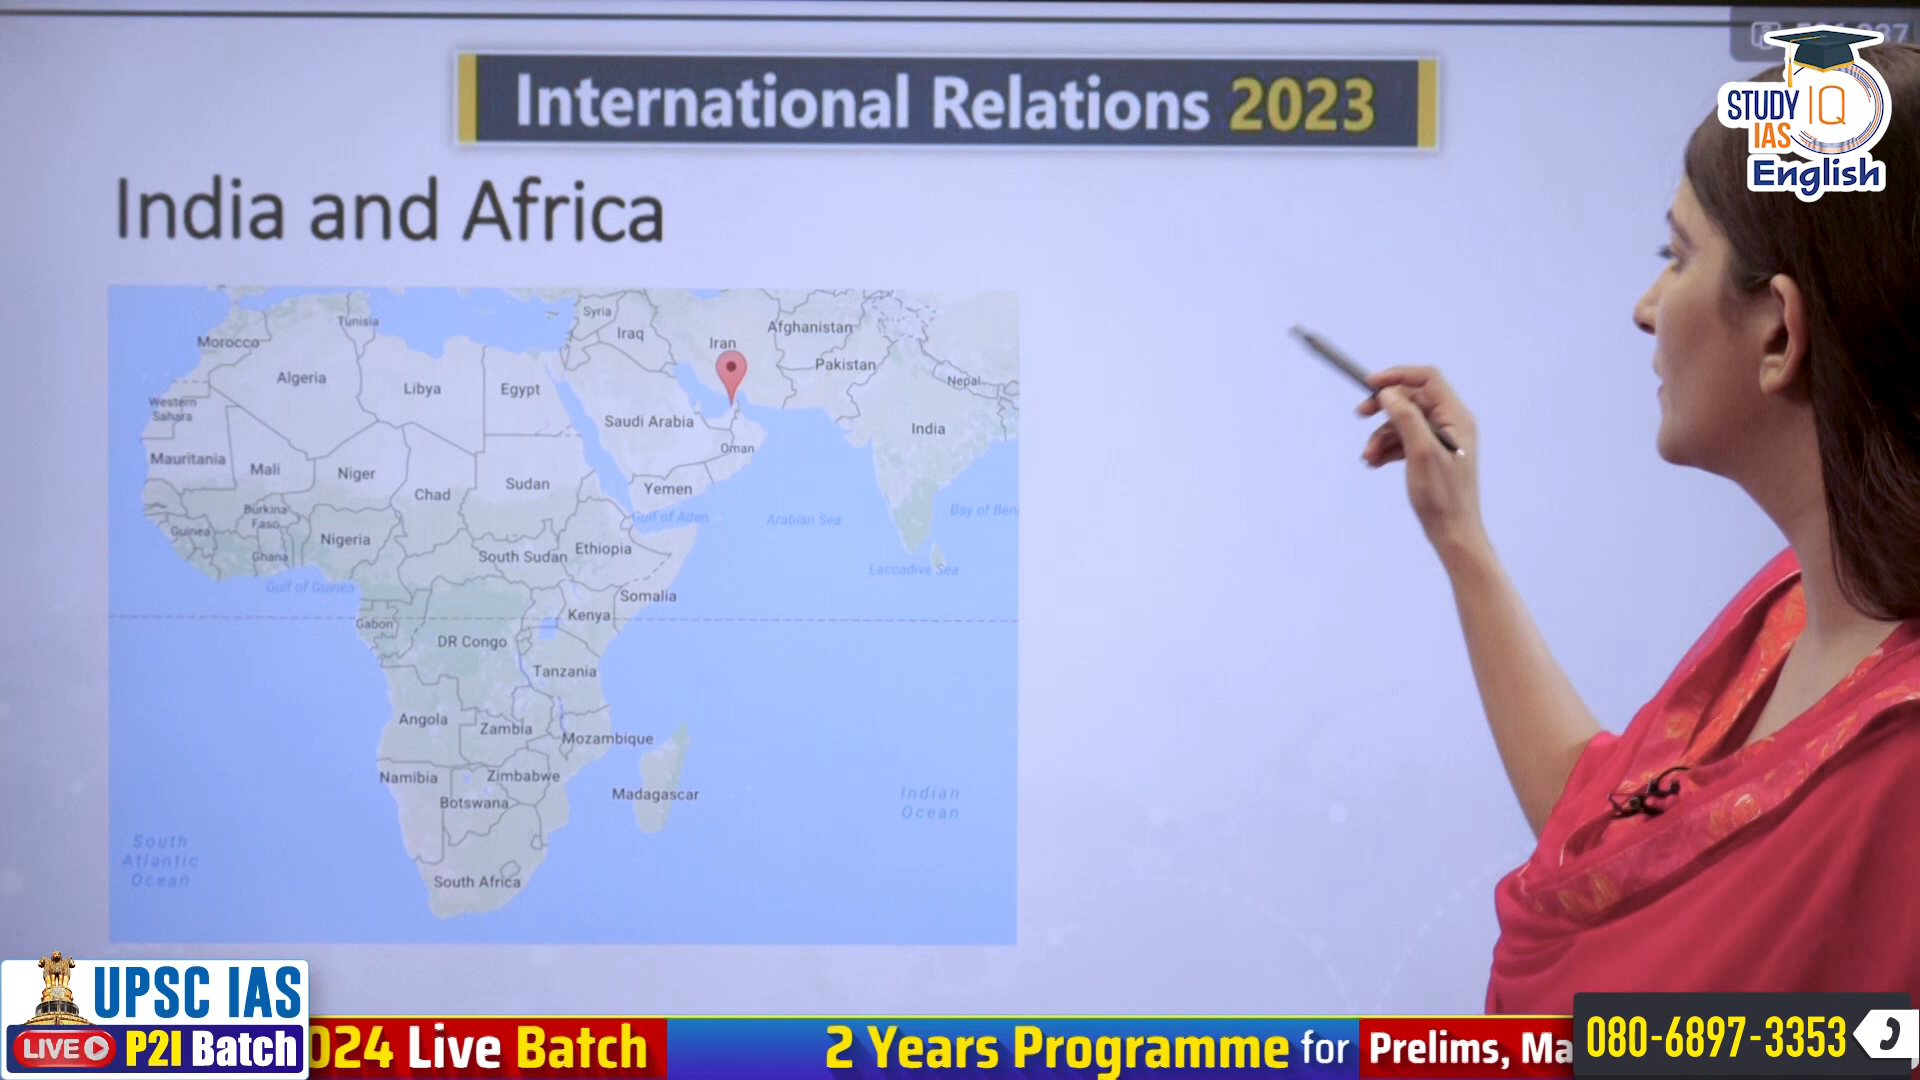 International Relations 2023
STUDY IQ
IAS
English
India and Africa
Syria
Afghanistan
Tunisia
Iraq
Iran
Morocco
Pakistan
Algeria
Libya
Egypt
Nepal
Western
Sahara
Saudi Arabia
India
Oman
Mauritania
Mali
Niger
Sudan
Yemen
Chad
Burkina
Faso
Gulf of Aden
Arabian Sea
Bay of Ben
Guinea
Nigeria
Ghana
South Sudan
Ethiopia
Laccadive Sea
Gulf of Guinea
Somalia
Kenya
Gabon
DR Congo
Tanzania
Angola
Zambia
Mozambique
Namibia
Zimbabwe
Botswana
Madagascar
Indian
Ocean
South
Atlantic
Ocean
South Africa
UPSC IAS
LIVE P2I Batch
024 Live Batch
2 Years Programme for
Prelims, Ma
080-6897-3353